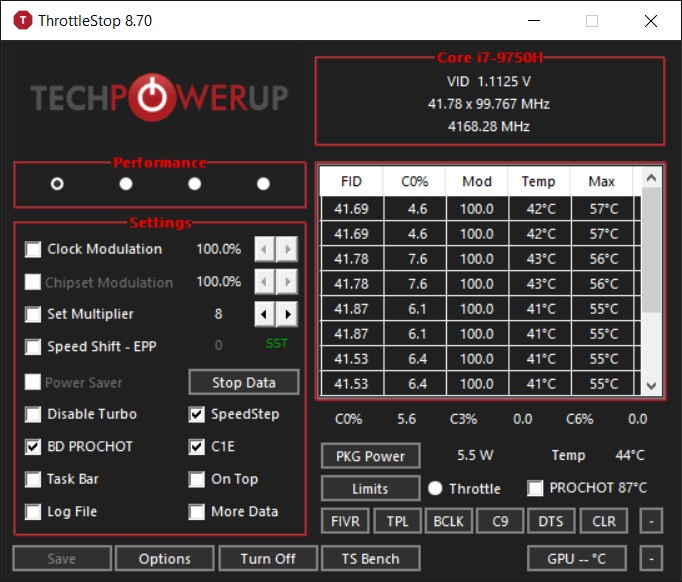 ThrottleStop 8.70
TECHPOWERUP
Core i7-9750H
VID 1.1125 V
41.78 x 99.767 MHz
4168.28 MHz
Performance
FID C0% Mod Temp Max
41.69 4.6 100.0 42°C 57°C
41.69 4.6 100.0 42°C 57°C
41.78 7.6 100.0 43°C 56°C
41.78 7.6 100.0 43°C 56°C
41.87 6.1 100.0 41°C 55°C
41.87 6.1 100.0 41°C 55°C
41.53 6.4 100.0 41°C 55°C
41.53 6.4 100.0 41°C 55°C
Settings
Clock Modulation 100.0%
Chipset Modulation 100.0%
Set Multiplier 8
Speed Shift - EPP 0 SST
Power Saver Stop Data
Disable Turbo SpeedStep
BD PROCHOT C1E
Task Bar On Top
Log File More Data
C0% 5.6 C3% 0.0 C6% 0.0
PKG Power 5.5 W Temp 44°C
Limits Throttle PROCHOT 87°C
FIVR TPL BCLK C9 DTS CLR -
Save Options Turn Off TS Bench GPU -- °C -